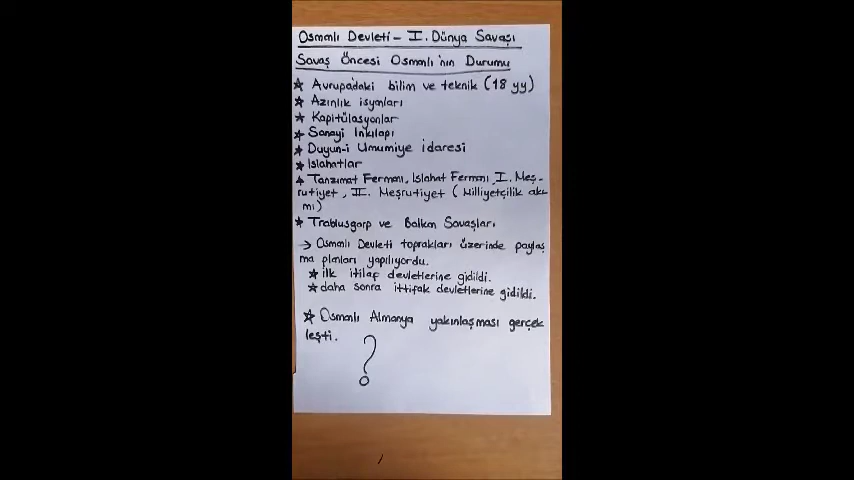 Osmanlı Devleti - I. Dünya Savaşı
Savaş Öncesi Osmanlı'nın Durumu
★ Avrupadaki bilim ve teknik (18 yy)
★ Azınlık isyanları
★ Kapitülasyonlar
★ Sanayi İnkılapı
★ Duyun-i Umumiye idaresi
★ Islahatlar
★ Tanzimat Fermanı, Islahat Fermanı, I. Meş-
rutiyet, II. Meşrutiyet (Milliyetçilik akı
mı)
★ Trablusgarp ve Balkan Savaşları
→ Osmanlı Devleti toprakları üzerinde paylaş
ma planları yapılıyordu.
★ ilk itilaf devletlerine gidildi.
★ daha sonra ittifak devletlerine gidildi.
★ Osmanlı Almanya yakınlaşması gerçek
leşti.
?